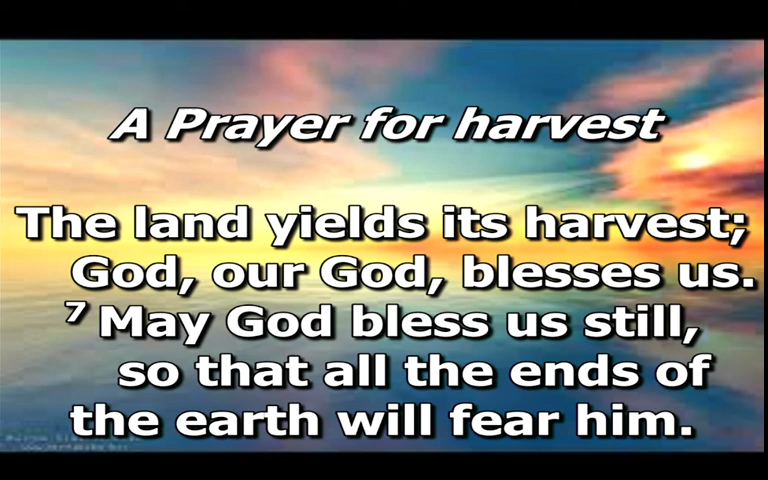 A Prayer for harvest
The land yields its harvest;
God, our God, blesses us.
⁷ May God bless us still,
so that all the ends of
the earth will fear him.